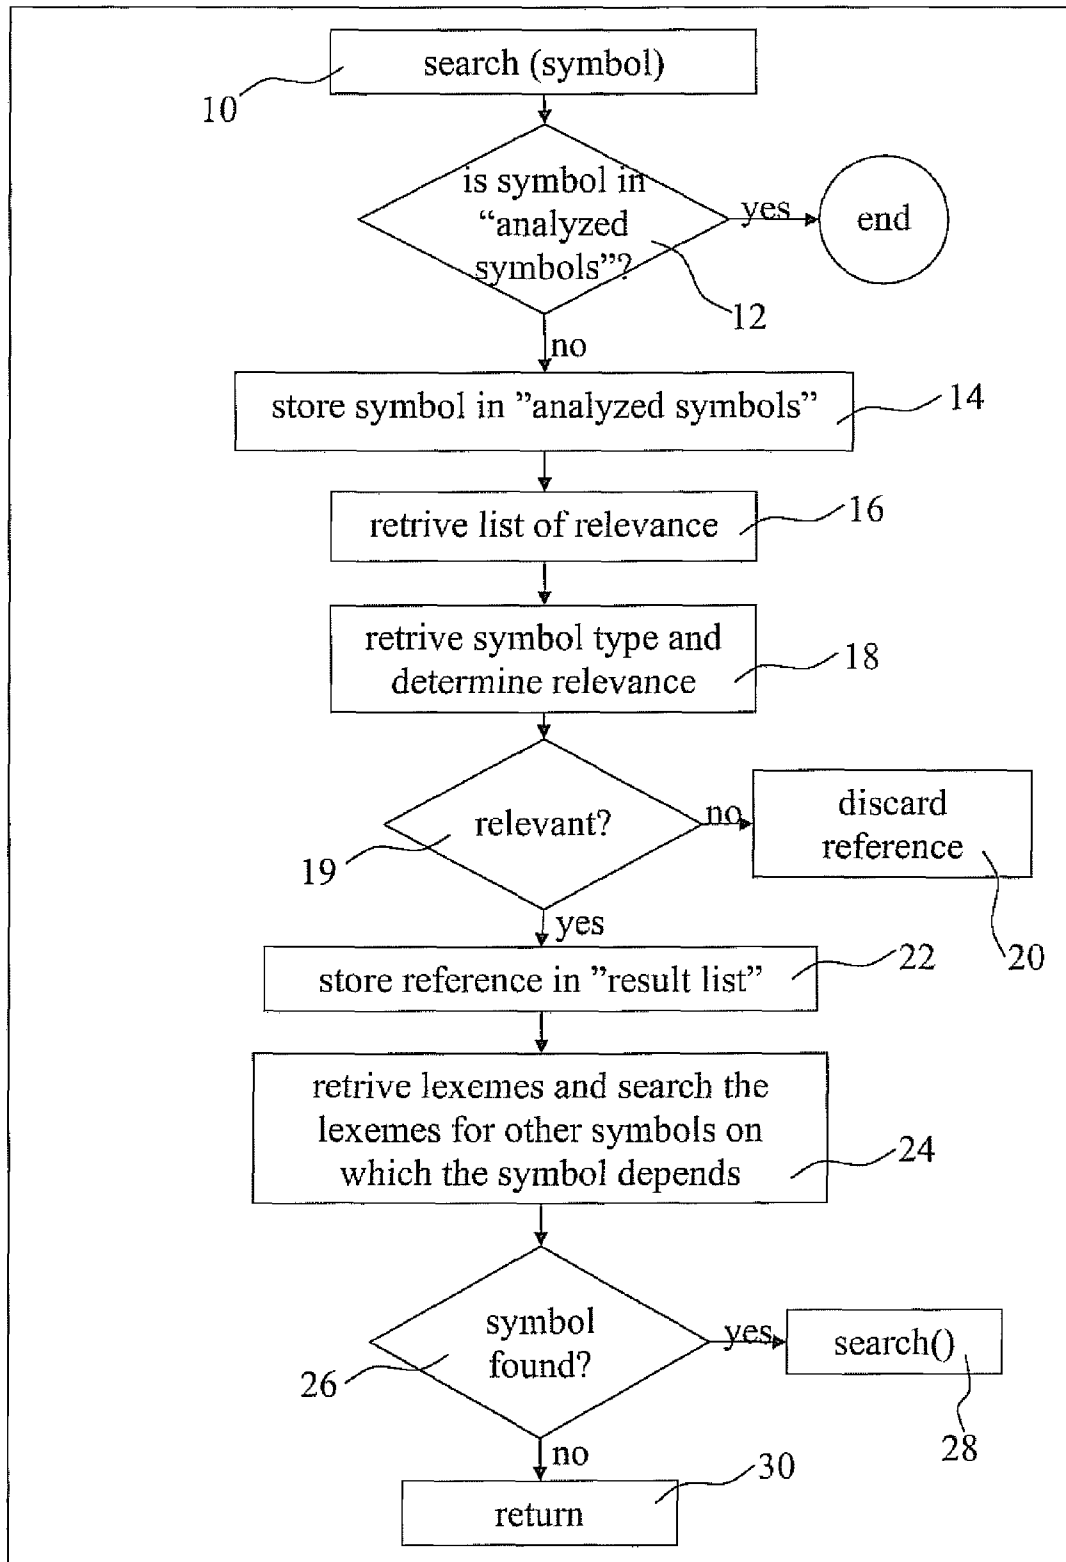 search (symbol)
10
is symbol in
“analyzed
symbols”?
yes
end
12
no
store symbol in ”analyzed symbols”
14
retrive list of relevance
16
retrive symbol type and
determine relevance
18
relevant?
19
no
discard
reference
20
yes
store reference in ”result list”
22
retrive lexemes and search the
lexemes for other symbols on
which the symbol depends
24
symbol
found?
26
yes
search()
28
no
return
30